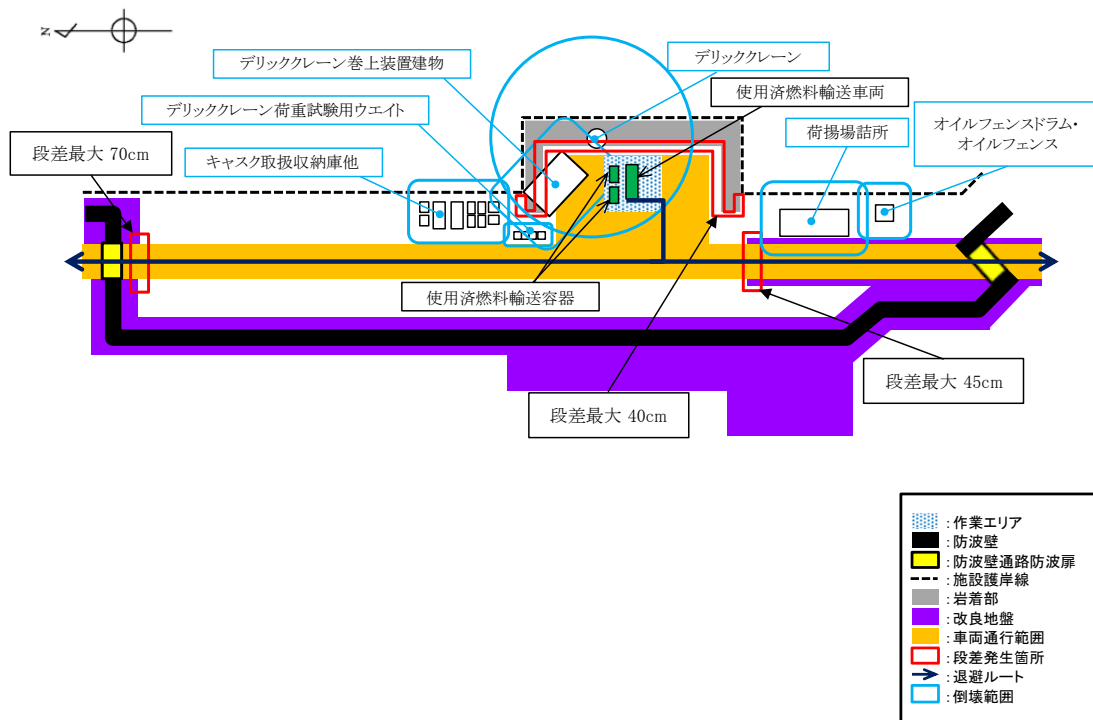 N
デリッククレーン巻上装置建物
デリッククレーン
デリッククレーン荷重試験用ウエイト
使用済燃料輸送車両
オイルフェンスドラム・
オイルフェンス
荷揚場詰所
段差最大 70cm
キャスク取扱収納庫他
使用済燃料輸送容器
段差最大 40cm
段差最大 45cm
:作業エリア
:防波壁
:防波壁通路防波扉
:施設護岸線
:岩着部
:改良地盤
:車両通行範囲
:段差発生箇所
:退避ルート
:倒壊範囲